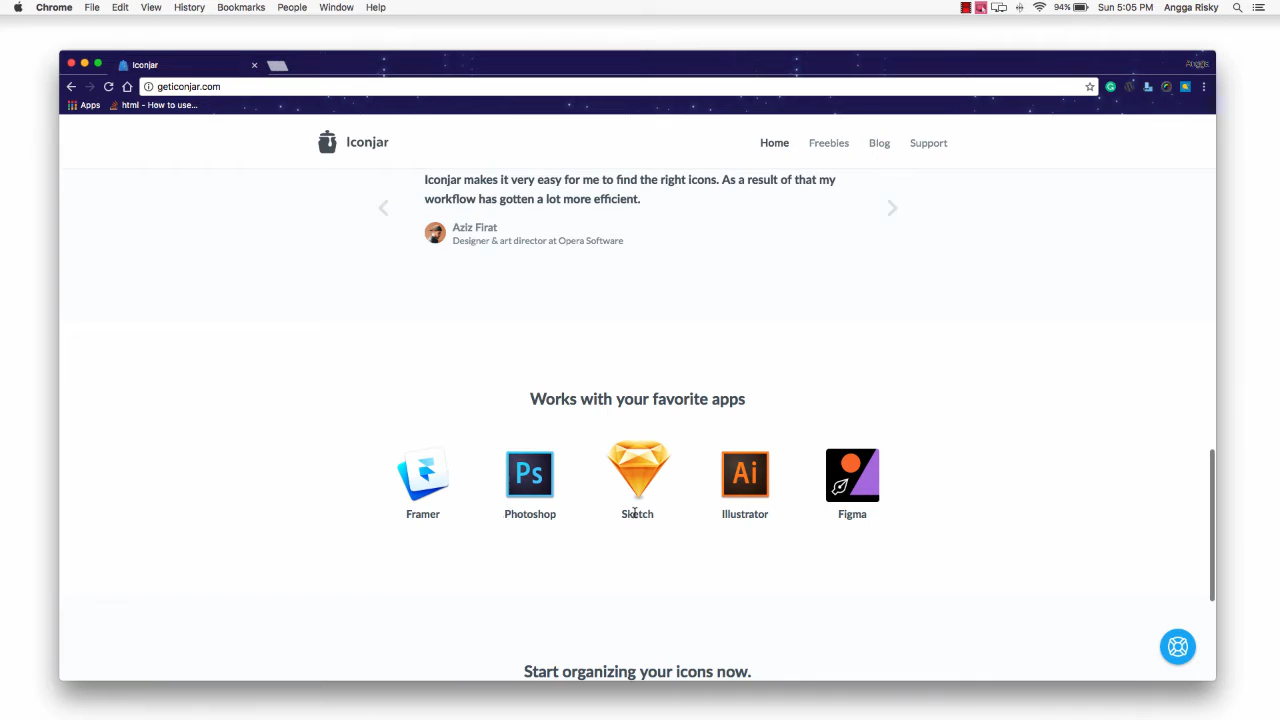 Chrome File Edit View History Bookmarks People Window Help 94% Sun 5:05 PM Angga Risky
Iconjar
Angga
geticonjar.com
Apps html - How to use...
Iconjar Home Freebies Blog Support
Iconjar makes it very easy for me to find the right icons. As a result of that my
workflow has gotten a lot more efficient.
Aziz Firat
Designer & art director at Opera Software
Works with your favorite apps
Ps Ai
Framer Photoshop Sketch Illustrator Figma
Start organizing your icons now.